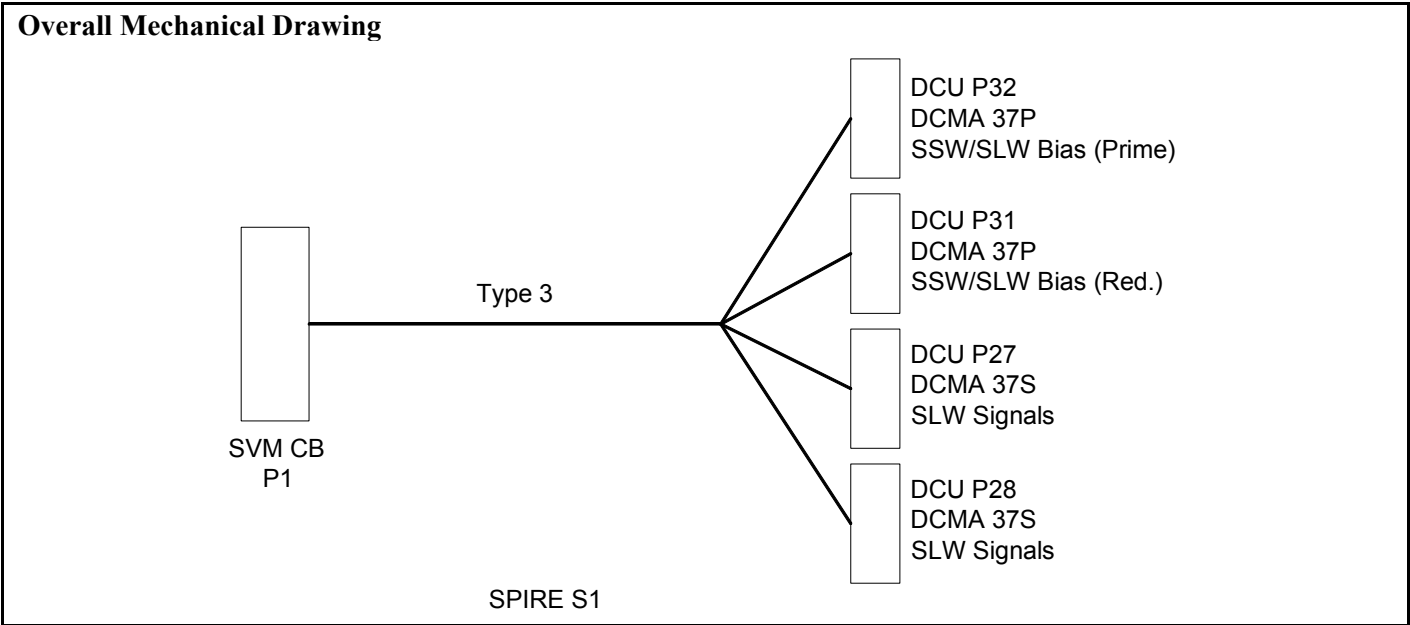 Overall Mechanical Drawing
DCU P32
DCMA 37P
SSW/SLW Bias (Prime)
DCU P31
DCMA 37P
SSW/SLW Bias (Red.)
Type 3
DCU P27
DCMA 37S
SLW Signals
SVM CB
P1
DCU P28
DCMA 37S
SLW Signals
SPIRE S1